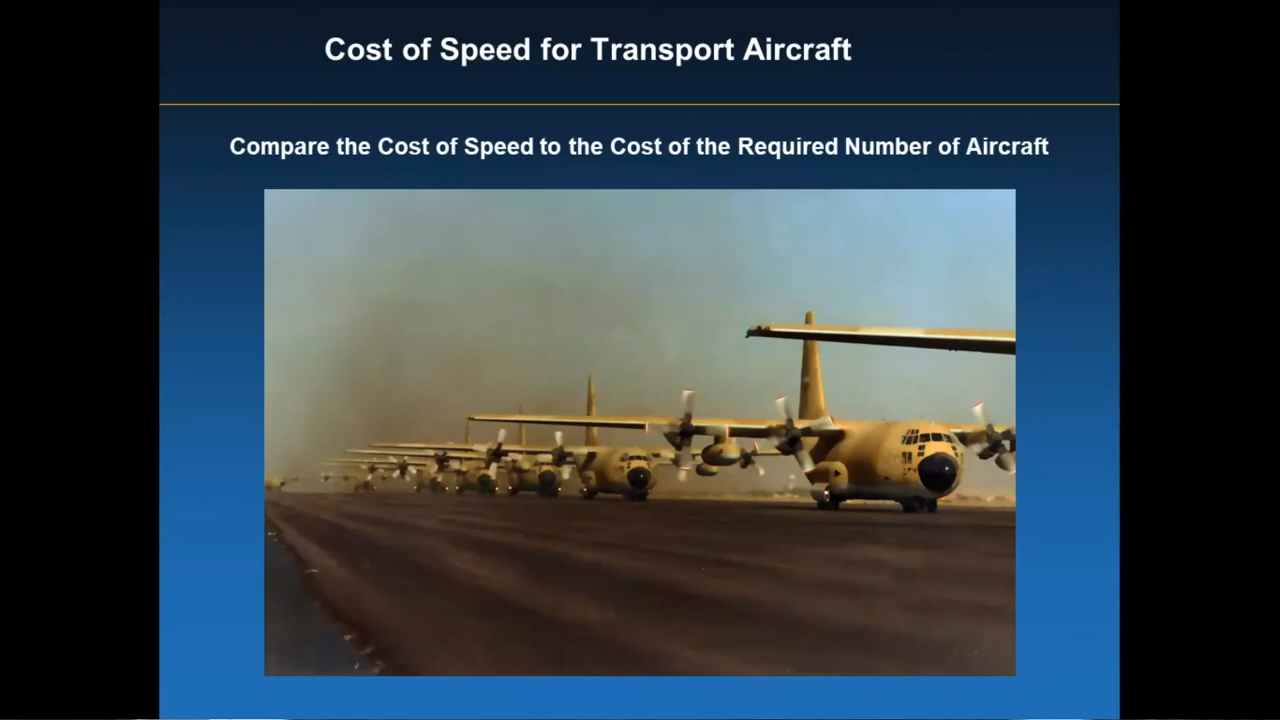 Cost of Speed for Transport Aircraft
Compare the Cost of Speed to the Cost of the Required Number of Aircraft